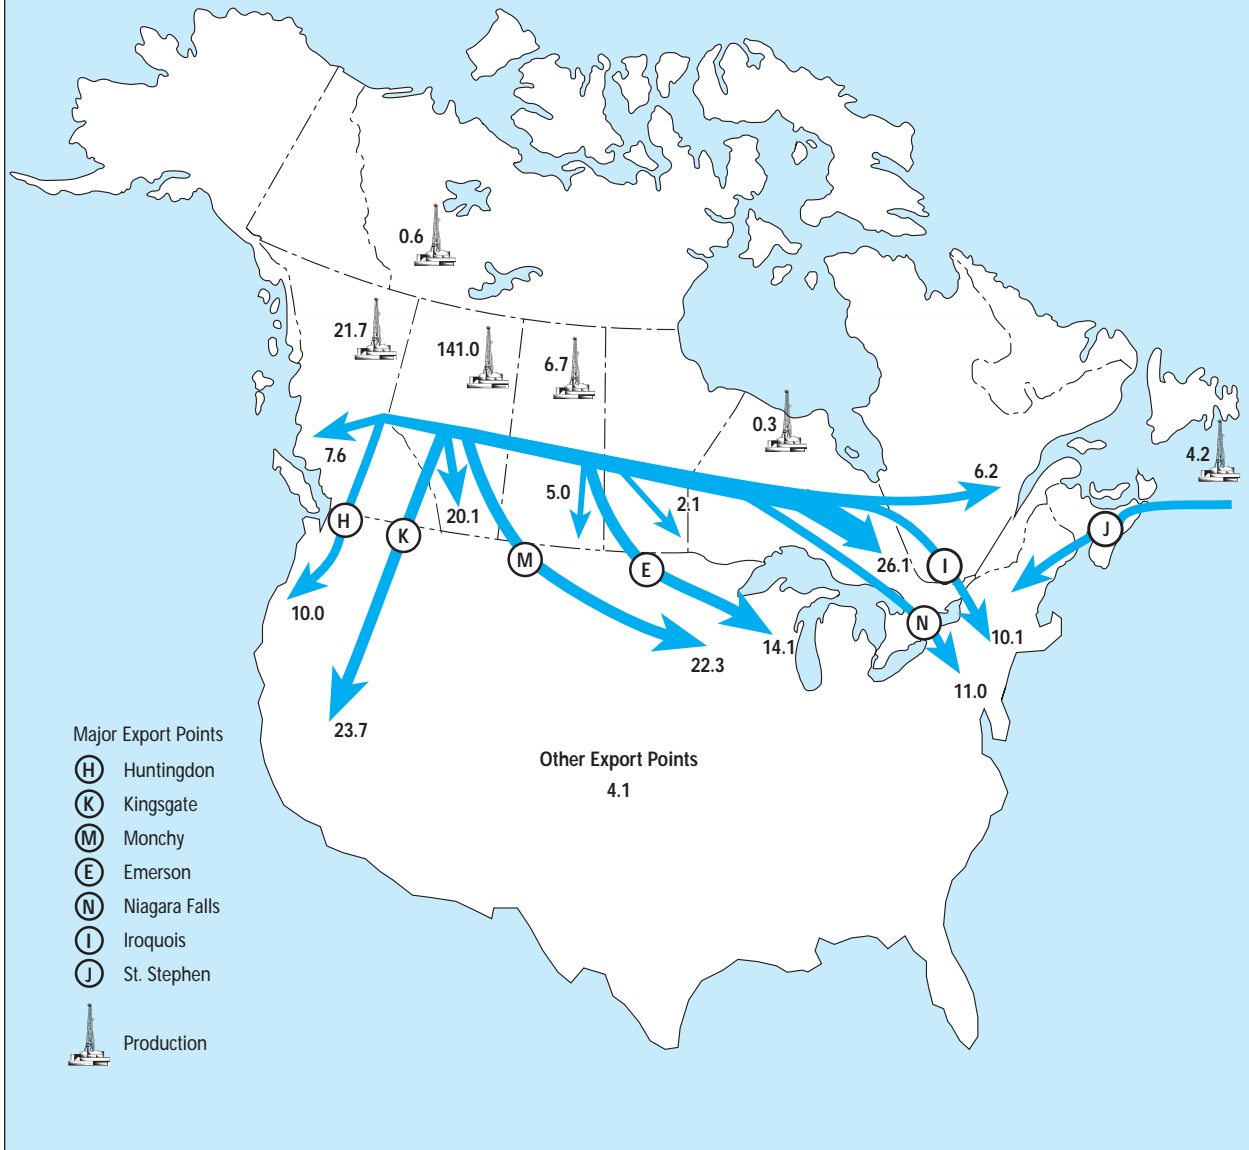 0.6
21.7
141.0
6.7
0.3
4.2
7.6
20.1
5.0
2.1
6.2
H
K
M
E
I
J
N
26.1
10.0
14.1
10.1
22.3
11.0
23.7
Other Export Points
4.1
Major Export Points
H Huntingdon
K Kingsgate
M Monchy
E Emerson
N Niagara Falls
I Iroquois
J St. Stephen
Production